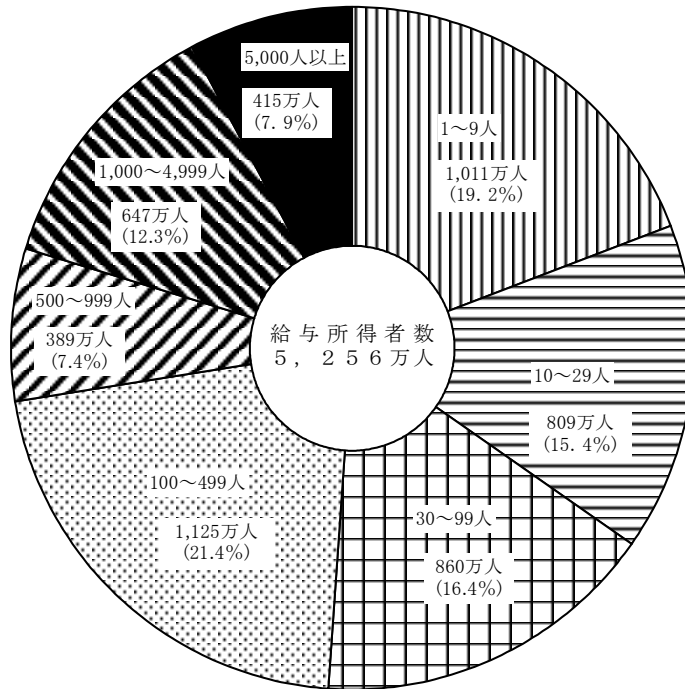 5,000人以上
415万人
(7.9%)
1～9人
1,011万人
(19.2%)
1,000～4,999人
647万人
(12.3%)
500～999人
389万人
(7.4%)
給与所得者数
5,256万人
10～29人
809万人
(15.4%)
100～499人
1,125万人
(21.4%)
30～99人
860万人
(16.4%)